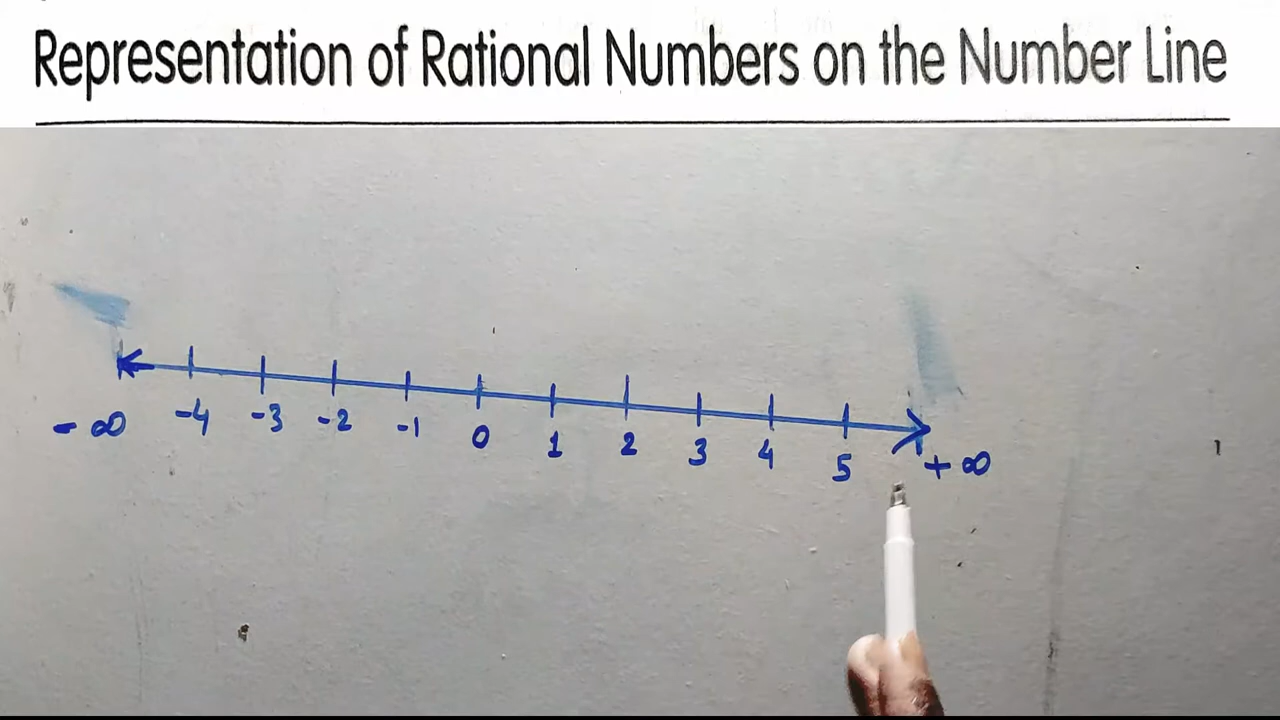 Representation of Rational Numbers on the Number Line
- ∞ -4 -3 -2 -1 0 1 2 3 4 5 + ∞